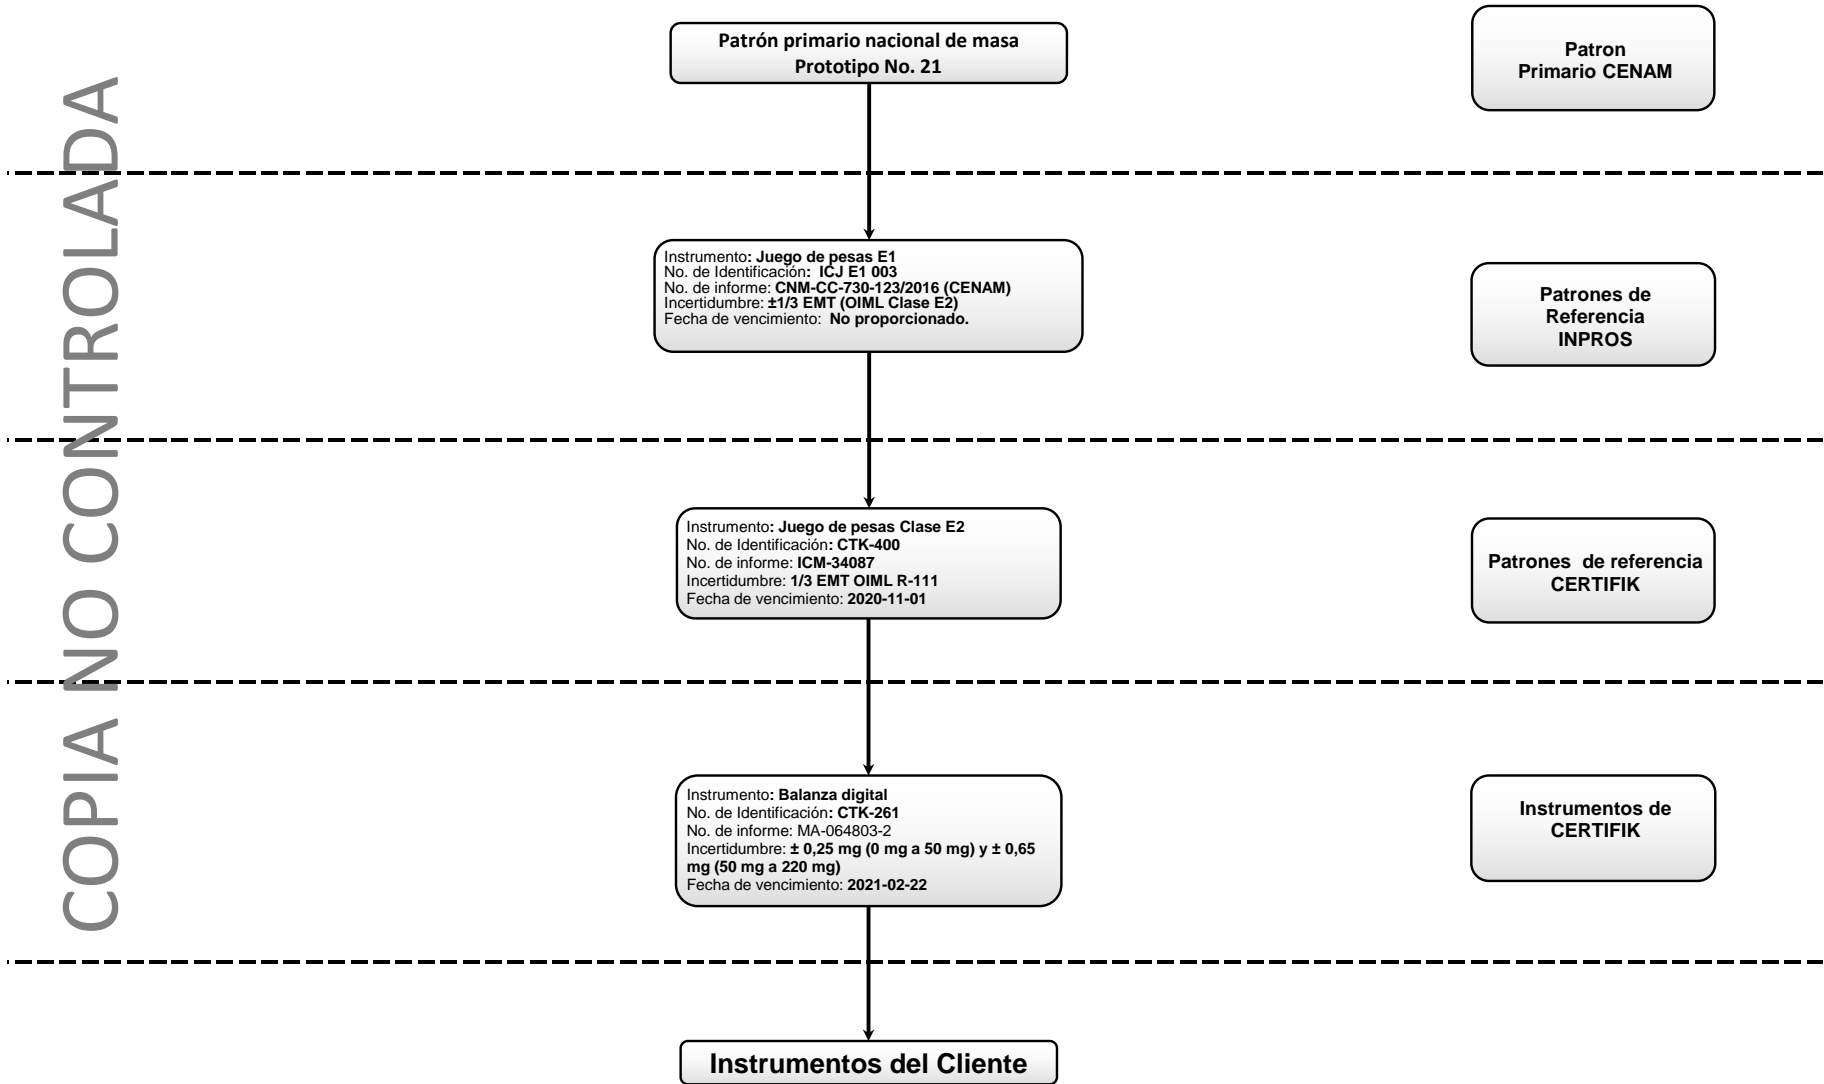 COPIA NO CONTROLADA
Patrón primario nacional de masa
Prototipo No. 21
Patron
Primario CENAM
Instrumento: Juego de pesas E1
No. de Identificación: ICJ E1 003
No. de informe: CNM-CC-730-123/2016 (CENAM)
Incertidumbre: ±1/3 EMT (OIML Clase E2)
Fecha de vencimiento: No proporcionado.
Patrones de
Referencia
INPROS
Instrumento: Juego de pesas Clase E2
No. de Identificación: CTK-400
No. de informe: ICM-34087
Incertidumbre: 1/3 EMT OIML R-111
Fecha de vencimiento: 2020-11-01
Patrones de referencia
CERTIFIK
Instrumento: Balanza digital
No. de Identificación: CTK-261
No. de informe: MA-064803-2
Incertidumbre: ± 0,25 mg (0 mg a 50 mg) y ± 0,65
mg (50 mg a 220 mg)
Fecha de vencimiento: 2021-02-22
Instrumentos de
CERTIFIK
Instrumentos del Cliente